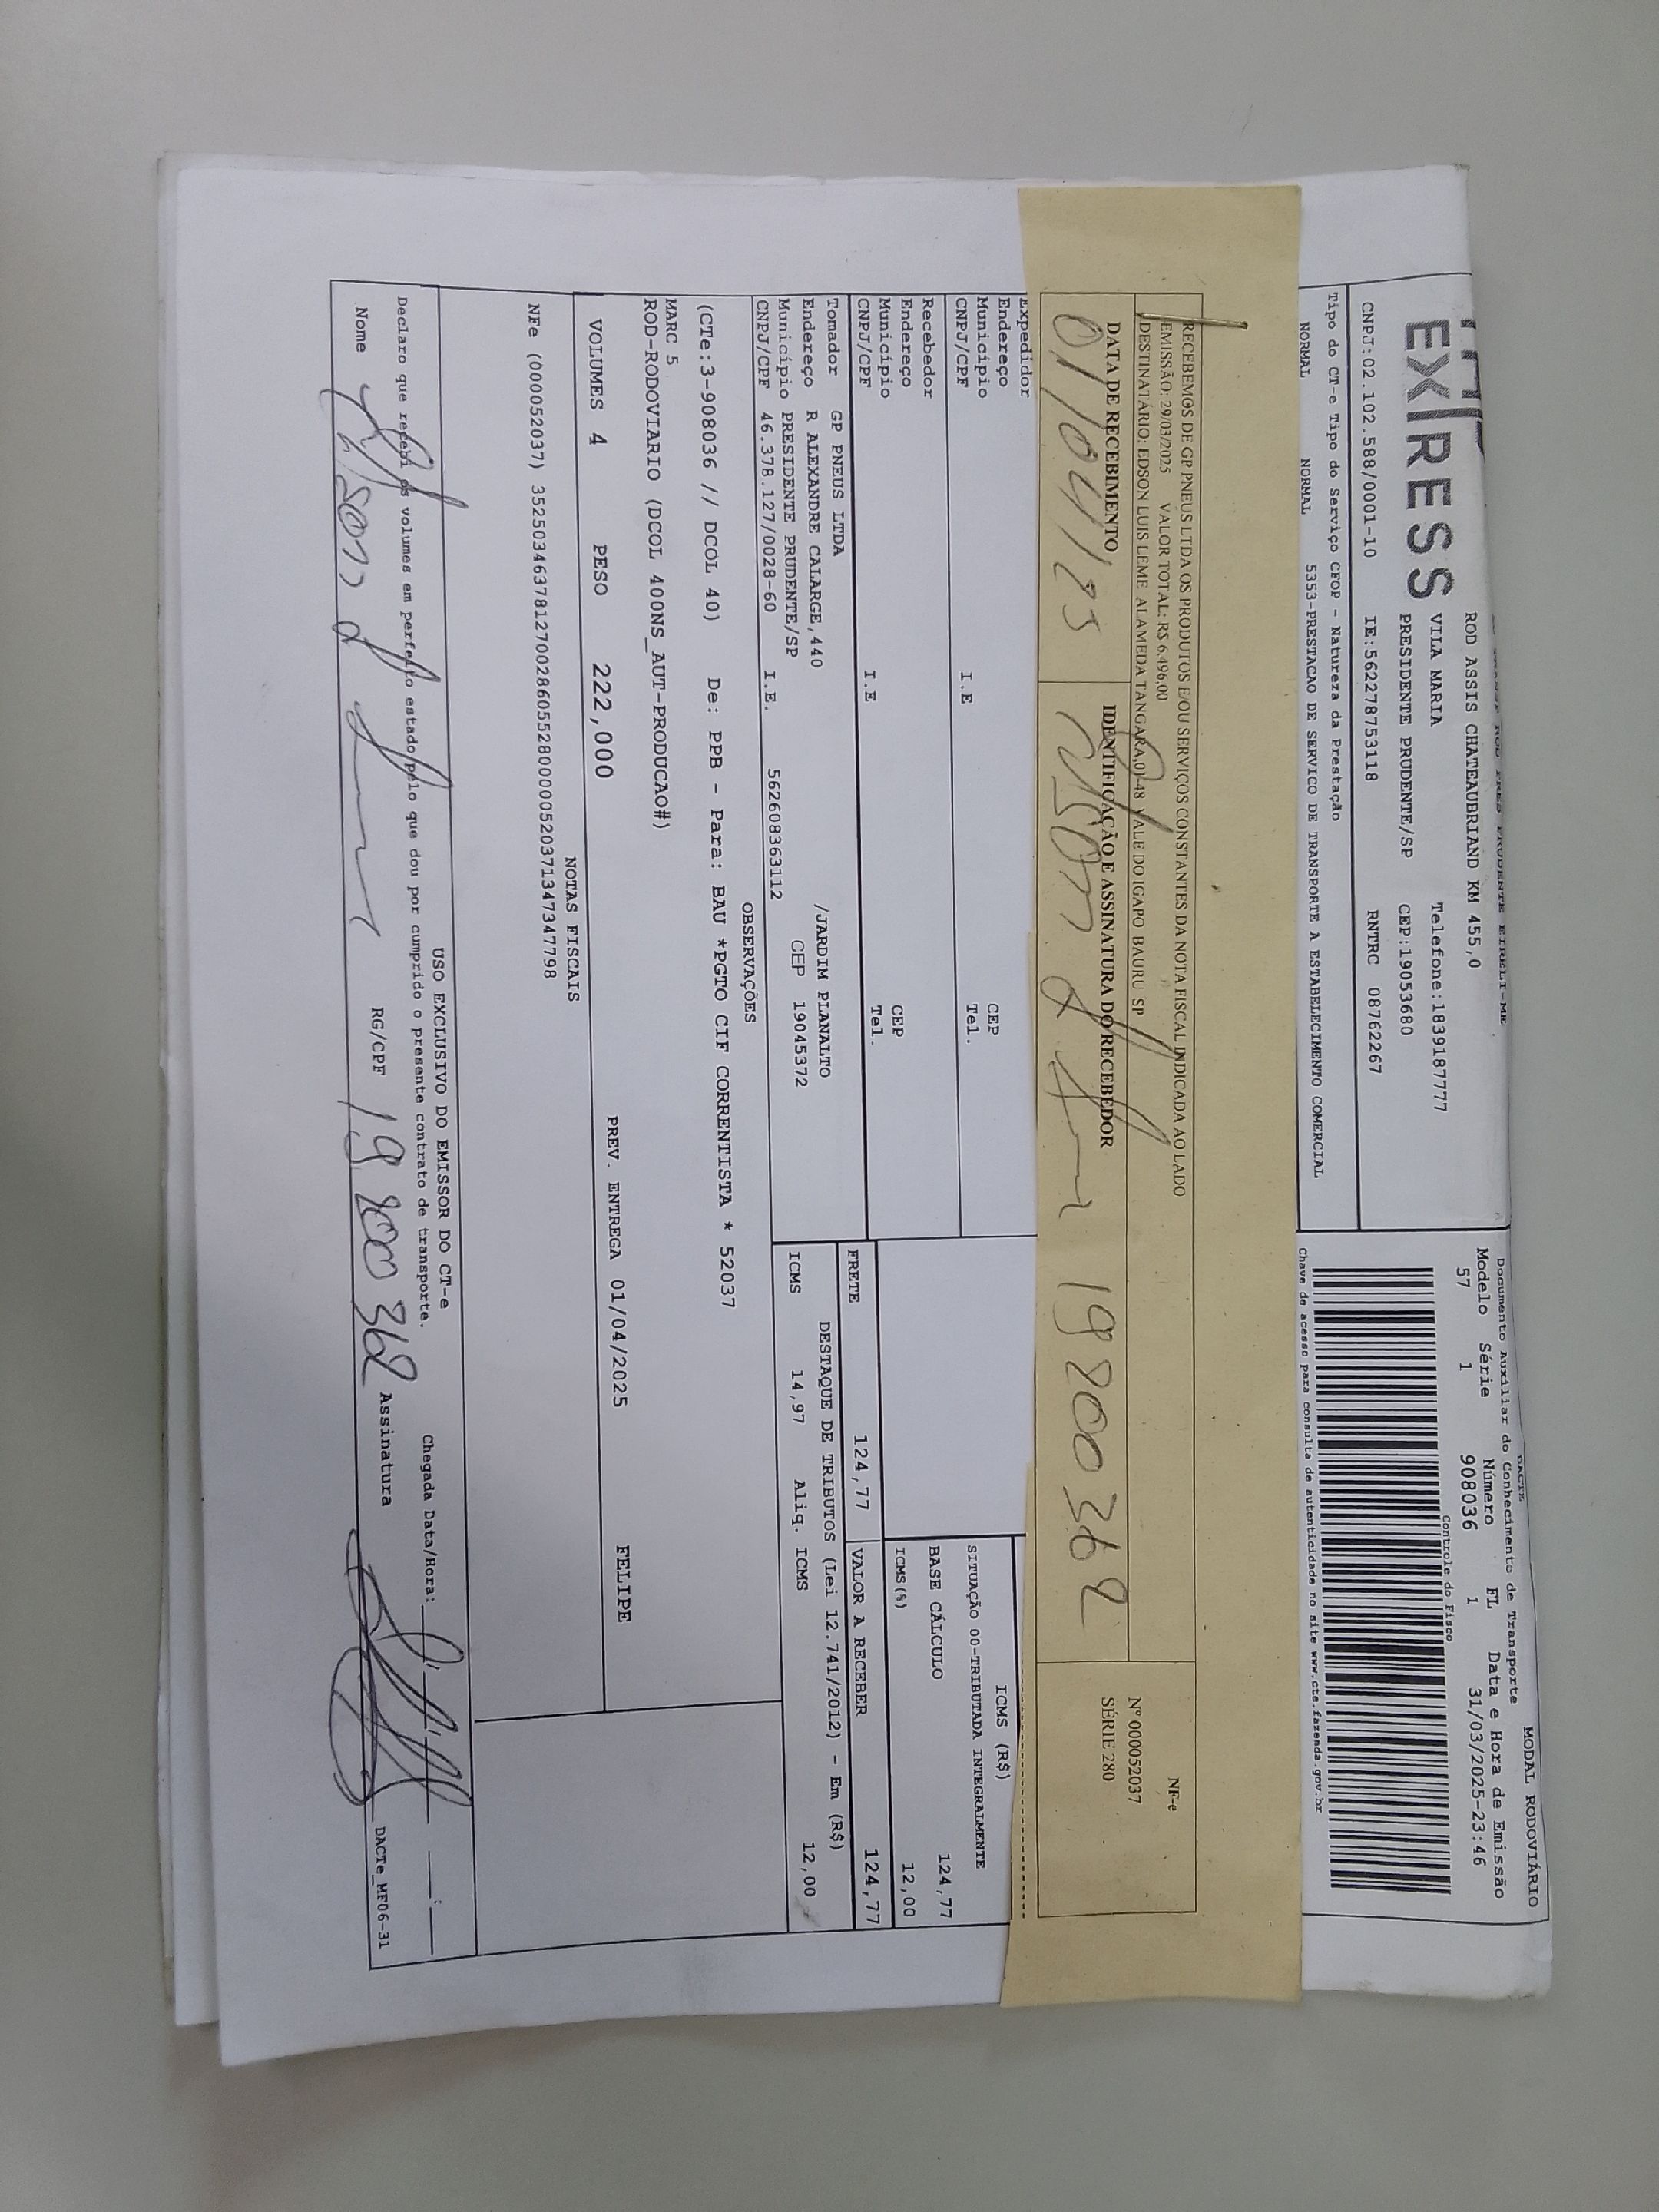 EXPRESS
ROD ASSIS CHATEAUBRIAND KM 455,0
VILA MARIA Telefone:1839187777
PRESIDENTE PRUDENTE/SP CEP:19053680
CNPJ:02.102.588/0001-10 IE:562278753118 RNTRC 08762267
Tipo do CT-e Tipo do Serviço CFOP - Natureza da Prestação
NORMAL NORMAL 5353-PRESTACAO DE SERVICO DE TRANSPORTE A ESTABELECIMENTO COMERCIAL
DACTE MODAL RODOVIÁRIO
Documento Auxiliar do Conhecimento de Transporte
Modelo Série Número FL Data e Hora de Emissão
57 1 908036 1 31/03/2025-23:46
Controle do Fisco
Chave de acesso para consulta de autenticidade no site www.cte.fazenda.gov.br
RECEBEMOS DE GP PNEUS LTDA OS PRODUTOS E/OU SERVIÇOS CONSTANTES DA NOTA FISCAL INDICADA AO LADO
EMISSÃO: 29/03/2025 VALOR TOTAL: R$ 6.496,00
DESTINATÁRIO: EDSON LUIS LEME ALAMEDA TANGARA,01-48 VALE DO IGAPO BAURU SP
DATA DE RECEBIMENTO IDENTIFICAÇÃO E ASSINATURA DO RECEBEDOR
01/04/25 19800362
NF-e
Nº 000052037
SÉRIE 280
Expedidor
Endereço CEP
Município Tel.
CNPJ/CPF I.E
Recebedor
Endereço CEP
Município Tel.
CNPJ/CPF I.E
ICMS (R$)
SITUAÇÃO 00-TRIBUTADA INTEGRALMENTE
BASE CÁLCULO 124,77
ICMS(%) 12,00
FRETE 124,77 VALOR A RECEBER 124,77
Tomador GP PNEUS LTDA
Endereço R ALEXANDRE CALARGE,440 /JARDIM PLANALTO
Município PRESIDENTE PRUDENTE/SP CEP 19045372
CNPJ/CPF 46.378.127/0028-60 I.E. 562608363112
DESTAQUE DE TRIBUTOS (Lei 12.741/2012) - Em (R$)
ICMS 14,97 Aliq. ICMS 12,00
OBSERVAÇÕES
(CTe:3-908036 // DCOL 40) De: PPB - Para: BAU *PGTO CIF CORRENTISTA * 52037
MARC 5
ROD-RODOVIARIO (DCOL 400NS_AUT-PRODUCAO#)
VOLUMES 4 PESO 222,000 PREV. ENTREGA 01/04/2025 FELIPE
NOTAS FISCAIS
NFe (000052037) 35250346378127002860552800000520371347347798
USO EXCLUSIVO DO EMISSOR DO CT-e
Declaro que recebi os volumes em perfeito estado pelo que dou por cumprido o presente contrato de transporte.
Chegada Data/Hora: __:__
Nome RG/CPF 19800362 Assinatura
DACTe_MF06-31